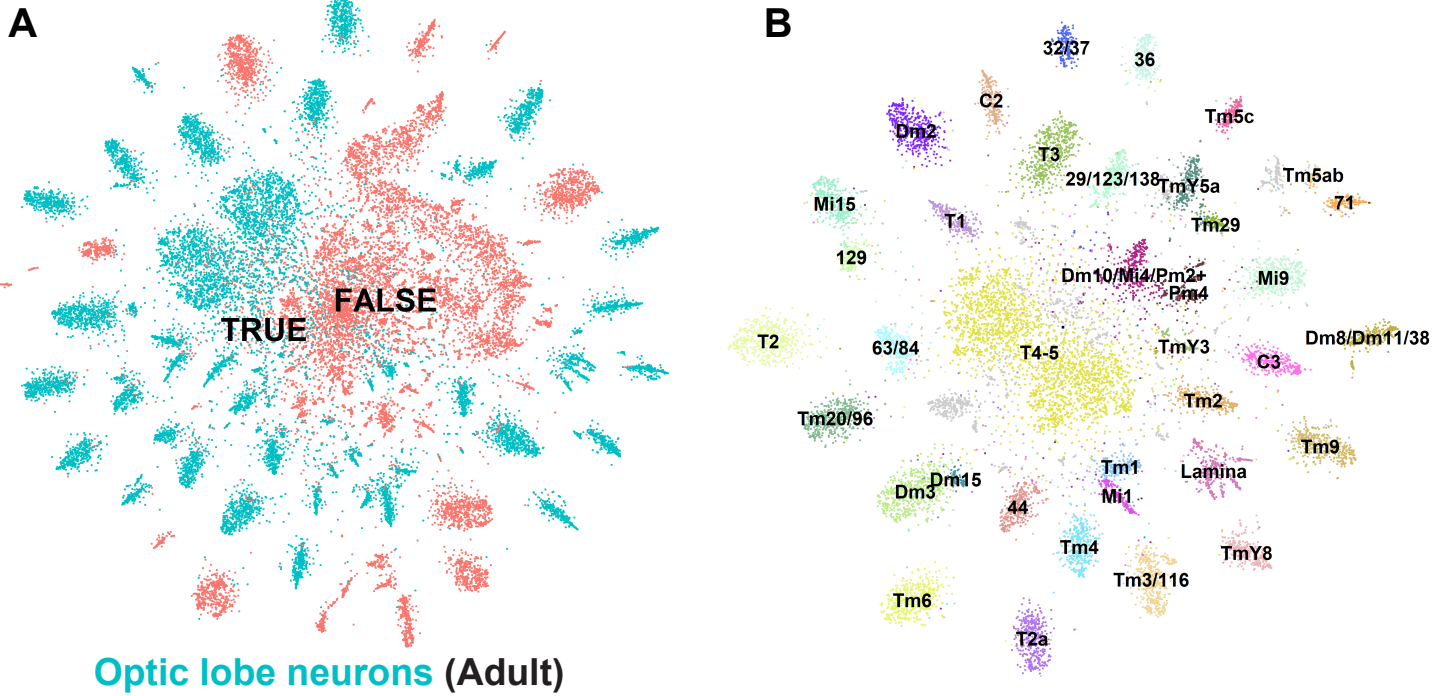 A
B
FALSE
TRUE
Optic lobe neurons (Adult)
32/37
36
C2
Dm2
Tm5c
T3
29/123/138
TmY5a
Tm5ab
Mi15
71
T1
Tm29
129
Dm10/Mi4/Pm2+
Pm4
Mi9
T2
63/84
T4-5
TmY3
Dm8/Dm11/38
C3
Tm20/96
Tm2
Tm9
Dm15
Dm3
Tm1
Lamina
Mi1
44
Tm4
TmY8
Tm3/116
Tm6
T2a